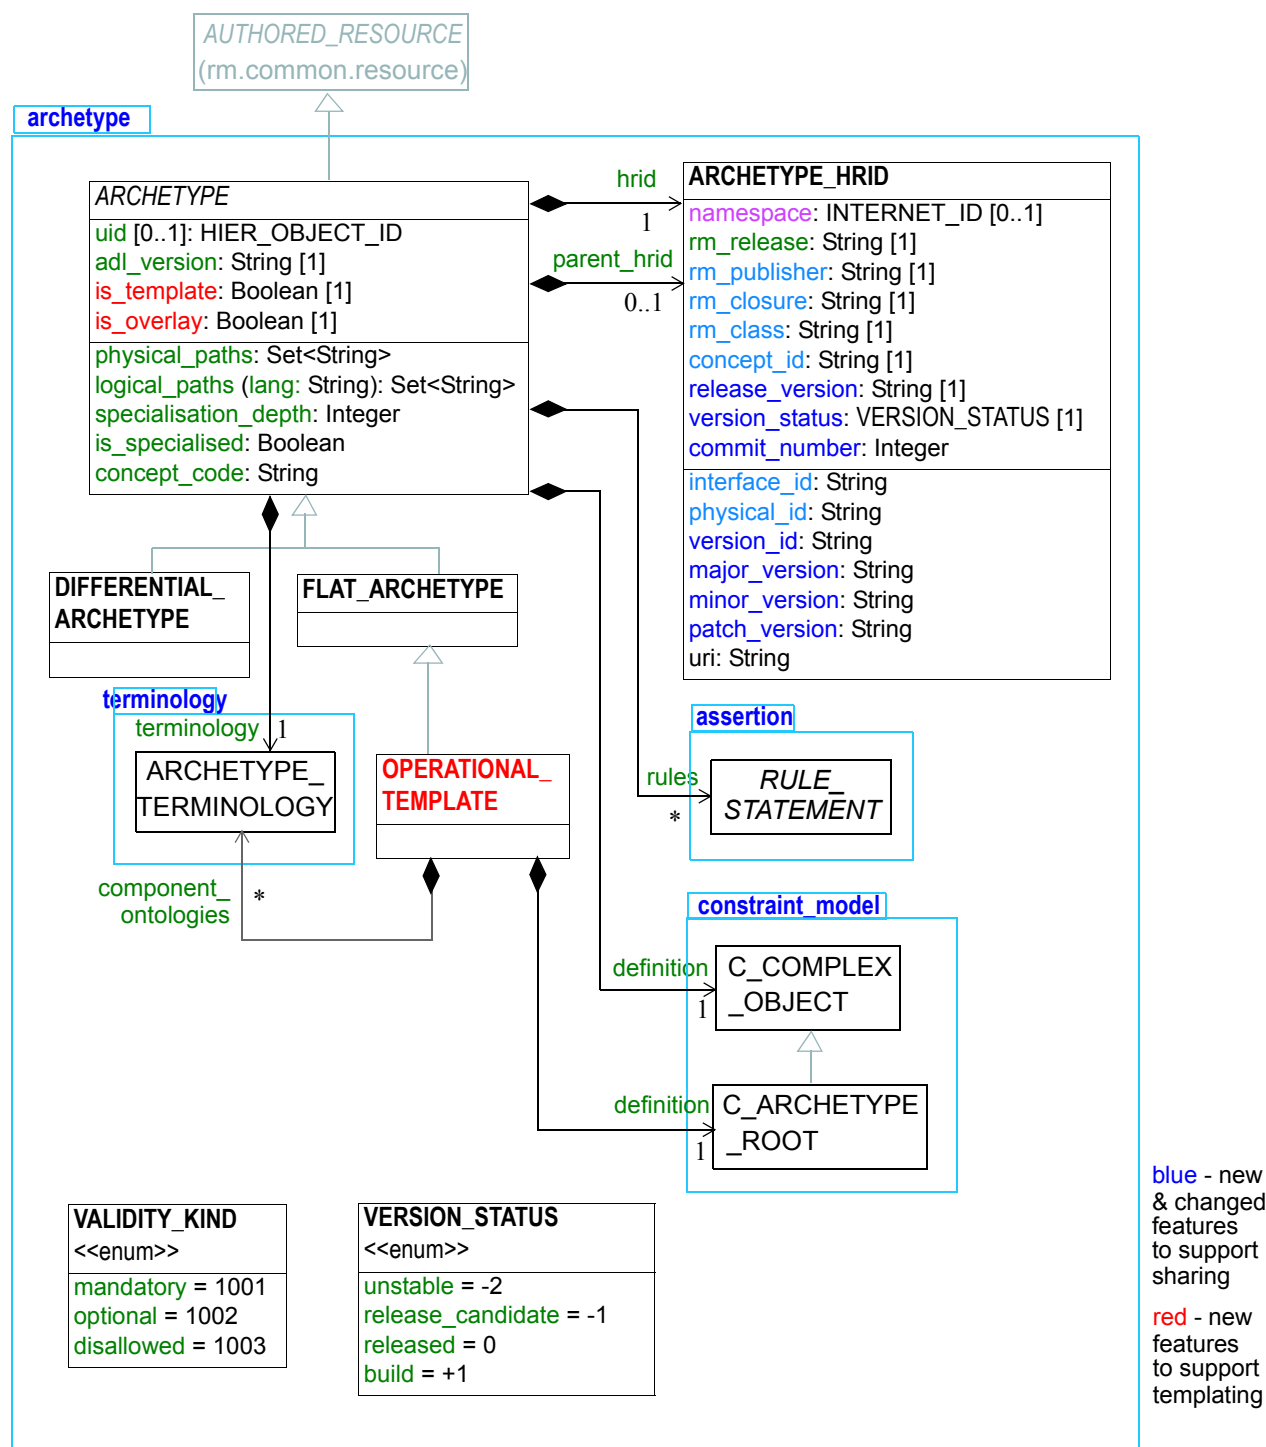 AUTHORED_RESOURCE
(rm.common.resource)
archetype
ARCHETYPE
uid [0..1]: HIER_OBJECT_ID
adl_version: String [1]
is_template: Boolean [1]
is_overlay: Boolean [1]
physical_paths: Set<String>
logical_paths (lang: String): Set<String>
specialisation_depth: Integer
is_specialised: Boolean
concept_code: String
hrid
1
parent_hrid
0..1
ARCHETYPE_HRID
namespace: INTERNET_ID [0..1]
rm_release: String [1]
rm_publisher: String [1]
rm_closure: String [1]
rm_class: String [1]
concept_id: String [1]
release_version: String [1]
version_status: VERSION_STATUS [1]
commit_number: Integer
interface_id: String
physical_id: String
version_id: String
major_version: String
minor_version: String
patch_version: String
uri: String
DIFFERENTIAL_
ARCHETYPE
FLAT_ARCHETYPE
terminology
terminology
1
ARCHETYPE_
TERMINOLOGY
OPERATIONAL_
TEMPLATE
component_
ontologies
*
assertion
rules
*
RULE_
STATEMENT
constraint_model
definition
1
C_COMPLEX
_OBJECT
definition
1
C_ARCHETYPE
_ROOT
VALIDITY_KIND
<<enum>>
mandatory = 1001
optional = 1002
disallowed = 1003
VERSION_STATUS
<<enum>>
unstable = -2
release_candidate = -1
released = 0
build = +1
blue - new
& changed
features
to support
sharing
red - new
features
to support
templating